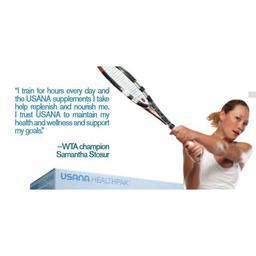 "I train for hours every day and
the USANA supplements I take
help replenish and nourish me.
I trust USANA to maintain my
health and wellness and support
my goals."
–WTA champion
Samantha Stosur
USANA HEALTHPAK